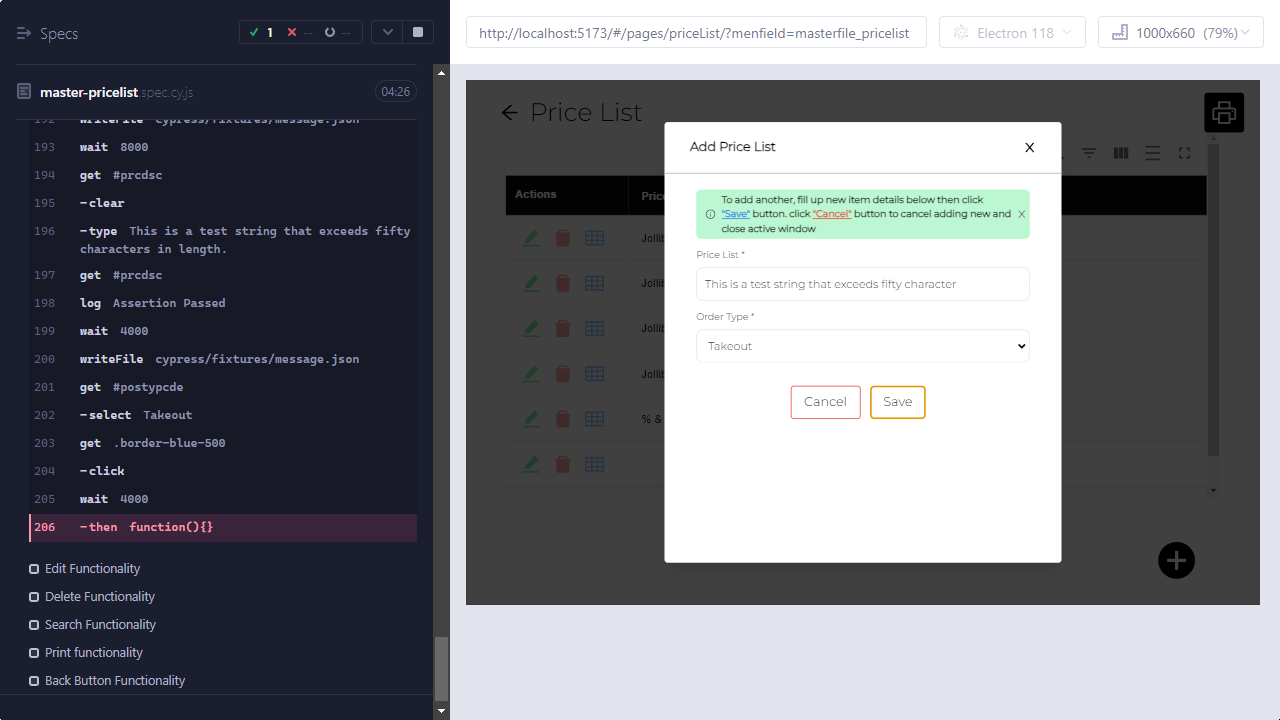 Specs
1
--
--
master-pricelist.spec.cy.js
04:26
192 writeFile cypress/fixtures/message.json
193 wait 8000
194 get #prcdsc
195 -clear
196 -type This is a test string that exceeds fifty
characters in length.
197 get #prcdsc
198 log Assertion Passed
199 wait 4000
200 writeFile cypress/fixtures/message.json
201 get #postypcde
202 -select Takeout
203 get .border-blue-500
204 -click
205 wait 4000
206 -then function(){}
Edit Functionality
Delete Functionality
Search Functionality
Print functionality
Back Button Functionality
http://localhost:5173/#/pages/priceList/?menfield=masterfile_pricelist
Electron 118
1000x660 (79%)
Price List
Actions
Add Price List
X
To add another, fill up new item details below then click
"Save" button. click "Cancel" button to cancel adding new and
close active window
X
Price List *
This is a test string that exceeds fifty character
Order Type *
Takeout
Cancel
Save
% &